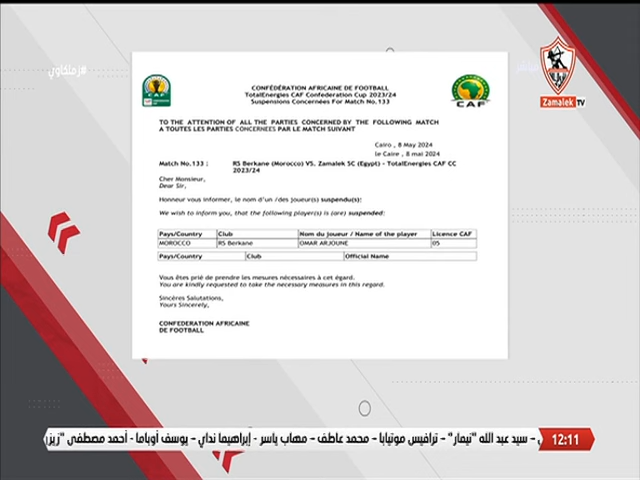 #زملكاوي
مباشر
Zamalek TV
CAF
CONFÉDÉRATION AFRICAINE DE FOOTBALL
TotalEnergies CAF Confederation Cup 2023/24
Suspensions Concernées For Match No.133
TO THE ATTENTION OF ALL THE PARTIES CONCERNED BY THE FOLLOWING MATCH
A TOUTES LES PARTIES CONCERNEES PAR LE MATCH SUIVANT
Cairo , 8 May 2024
le Caire , 8 mai 2024
Match No.133 : RS Berkane (Morocco) VS. Zamalek SC (Egypt) – TotalEnergies CAF CC
2023/24
Cher Monsieur,
Dear Sir,
Honneur vous informer, le nom d'un /des joueur(s) suspendu(s):
We wish to inform you, that the following player(s) is (are) suspended:
Pays/Country Club Nom du joueur / Name of the player Licence CAF
MOROCCO RS Berkane OMAR ARJOUNE 05
Pays/Country Club Official Name
Vous êtes prié de prendre les mesures nécessaires à cet égard.
You are kindly requested to take the necessary measures in this regard.
Sincères Salutations,
Yours Sincerely,
CONFEDERATION AFRICAINE
DE FOOTBALL
– سيد عبد الله "نيمار" – ترافيس موتيابا – محمد عاطف – مهاب ياسر – إبراهيما نداي – يوسف أوباما – أحمد مصطفى "زيزو
12:11